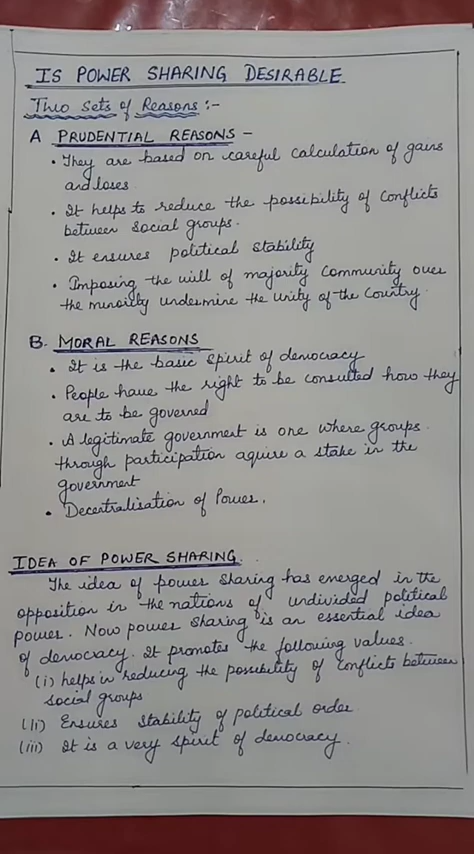 IS POWER SHARING DESIRABLE
Two Sets of Reasons :-
A PRUDENTIAL REASONS -
• They are based on careful calculation of gains
and loses
• It helps to reduce the possibility of conflicts
between social groups.
• It ensures political stability
• Imposing the will of majority community over
the minority undermine the unity of the country.
B. MORAL REASONS
• It is the basic spirit of democracy
• People have the right to be consulted how they
are to be governed
• A legitimate government is one where groups
through participation aquire a stake in the
government
• Decentralisation of Power.
IDEA OF POWER SHARING.
The idea of power sharing has emerged in the
opposition in the nations of undivided political
power. Now power sharing is an essential idea
of democracy. It promotes the following values.
(i) helps in reducing the possibility of conflicts between
social groups
(ii) Ensures stability of political order
(iii) It is a very spirit of democracy.